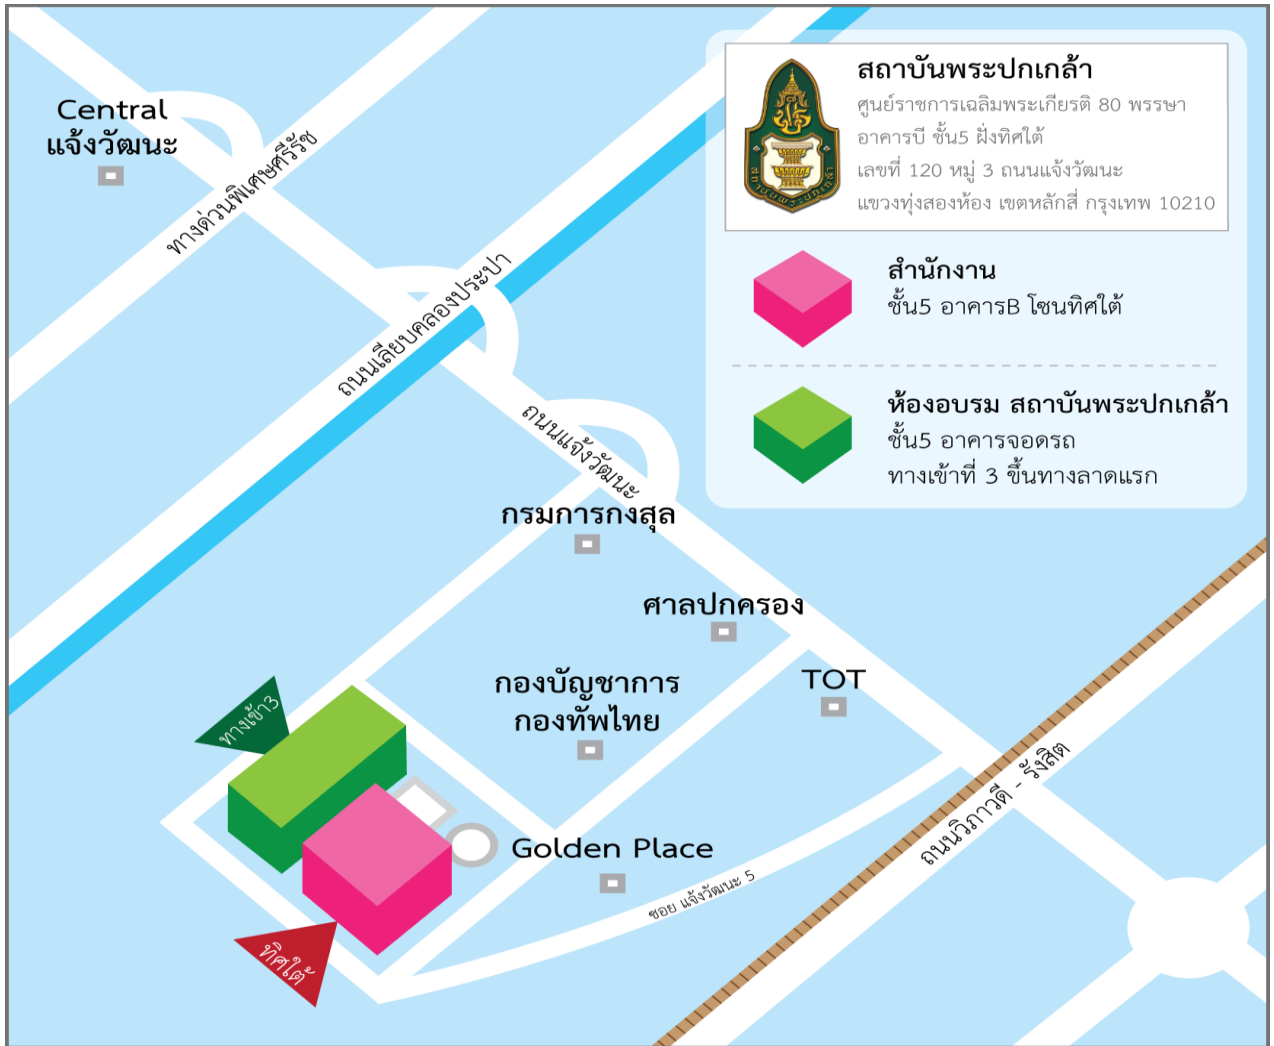 สถาบันพระปกเกล้า
ศูนย์ราชการเฉลิมพระเกียรติ 80 พรรษา
อาคารบี ชั้น5 ฝั่งทิศใต้
เลขที่ 120 หมู่ 3 ถนนแจ้งวัฒนะ
แขวงทุ่งสองห้อง เขตหลักสี่ กรุงเทพ 10210
สถาบันพระปกเกล้า
สำนักงาน
ชั้น5 อาคารB โซนทิศใต้
ห้องอบรม สถาบันพระปกเกล้า
ชั้น5 อาคารจอดรถ
ทางเข้าที่ 3 ขึ้นทางลาดแรก
Central
แจ้งวัฒนะ
ทางด่วนพิเศษศรีรัช
ถนนเลียบคลองประปา
ถนนแจ้งวัฒนะ
กรมการกงสุล
ศาลปกครอง
กองบัญชาการ
กองทัพไทย
TOT
ทางเข้า3
ถนนวิภาวดี - รังสิต
Golden Place
ซอย แจ้งวัฒนะ 5
ทิศใต้